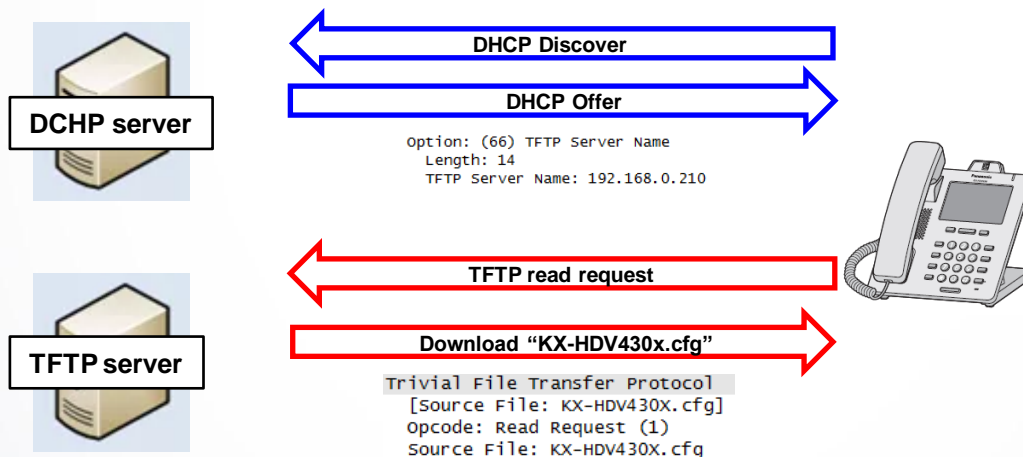 DHCP Discover
DCHP server
DHCP Offer
Option: (66) TFTP Server Name
Length: 14
TFTP Server Name: 192.168.0.210
Panasonic
TFTP read request
TFTP server
Download “KX-HDV430x.cfg”
Trivial File Transfer Protocol
[Source File: KX-HDV430X.cfg]
Opcode: Read Request (1)
Source File: KX-HDV430X.cfg